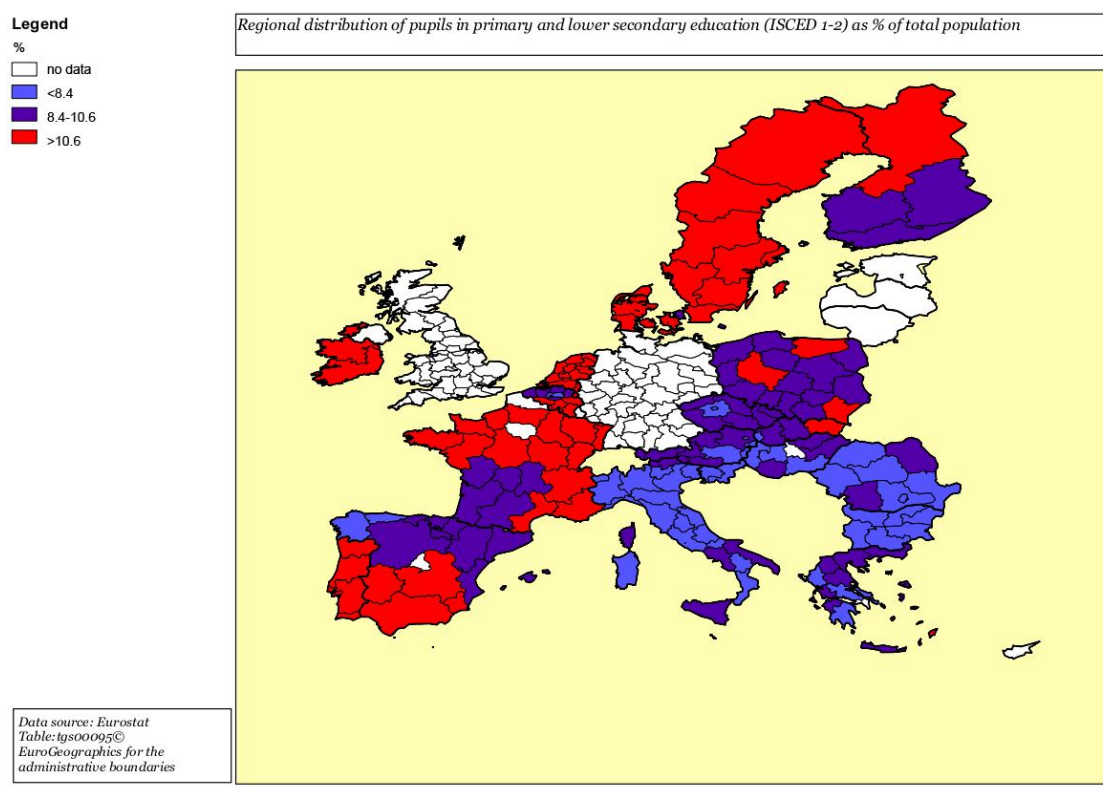 Legend
%
no data
<8.4
8.4-10.6
>10.6
Regional distribution of pupils in primary and lower secondary education (ISCED 1-2) as % of total population
Data source: Eurostat
Table:tgs00095©
EuroGeographics for the
administrative boundaries